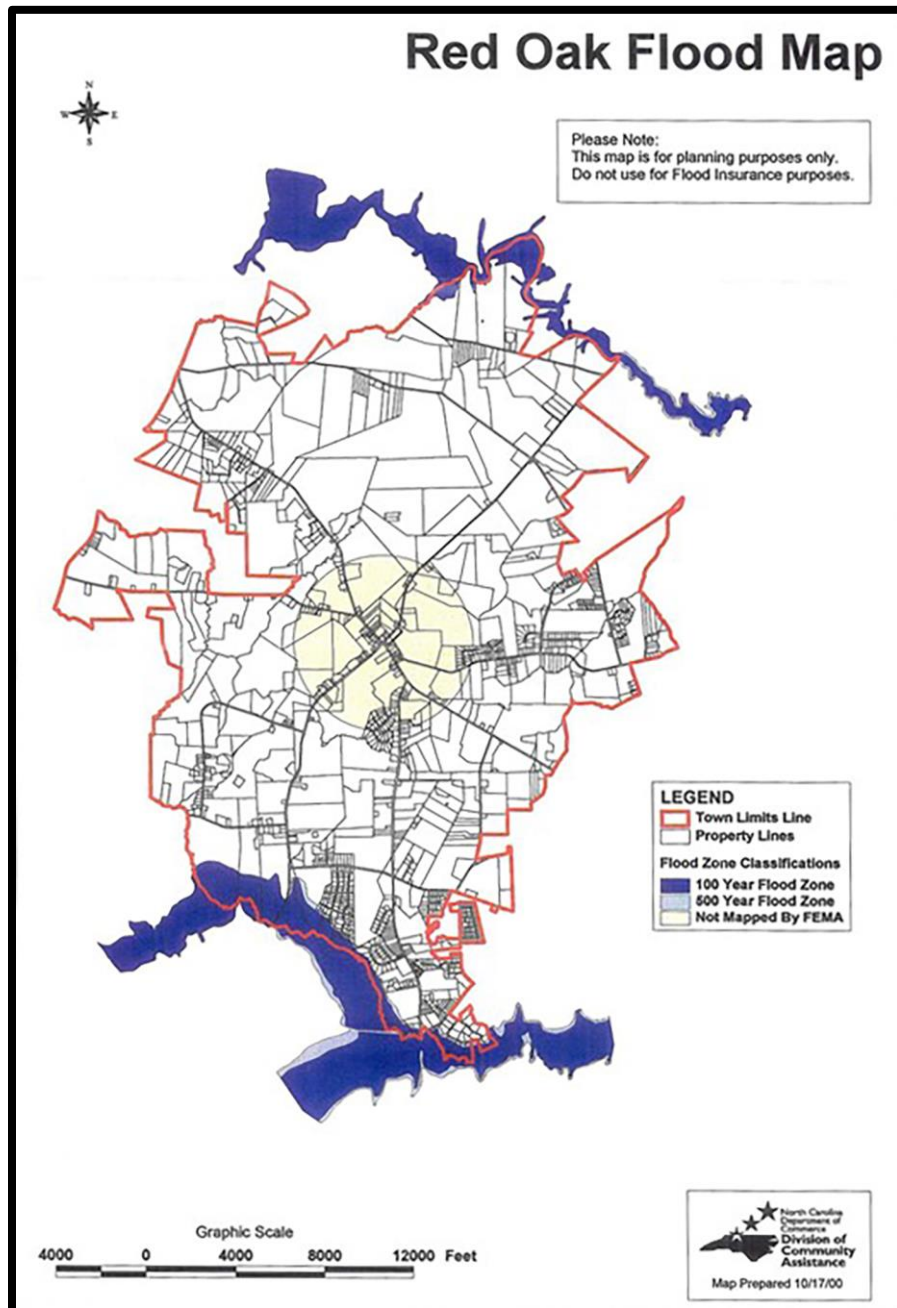 Red Oak Flood Map
N
W E
S
Please Note:
This map is for planning purposes only.
Do not use for Flood Insurance purposes.
LEGEND
Town Limits Line
Property Lines
Flood Zone Classifications
100 Year Flood Zone
500 Year Flood Zone
Not Mapped By FEMA
Graphic Scale
4000 0 4000 8000 12000 Feet
North Carolina
Department of
Commerce
Division of
Community
Assistance
Map Prepared 10/17/00